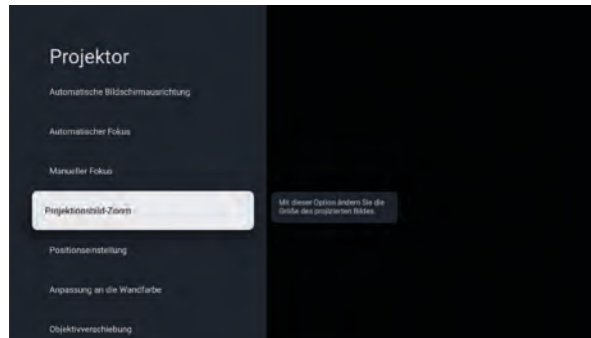 Projektor
Automatische Bildschirmausrichtung
Automatischer Fokus
Manueller Fokus
Projektionsbild-Zoom
Mit dieser Option ändern Sie die
Größe des projizierten Bildes.
Positionseinstellung
Anpassung an die Wandfarbe
Objektivverschiebung